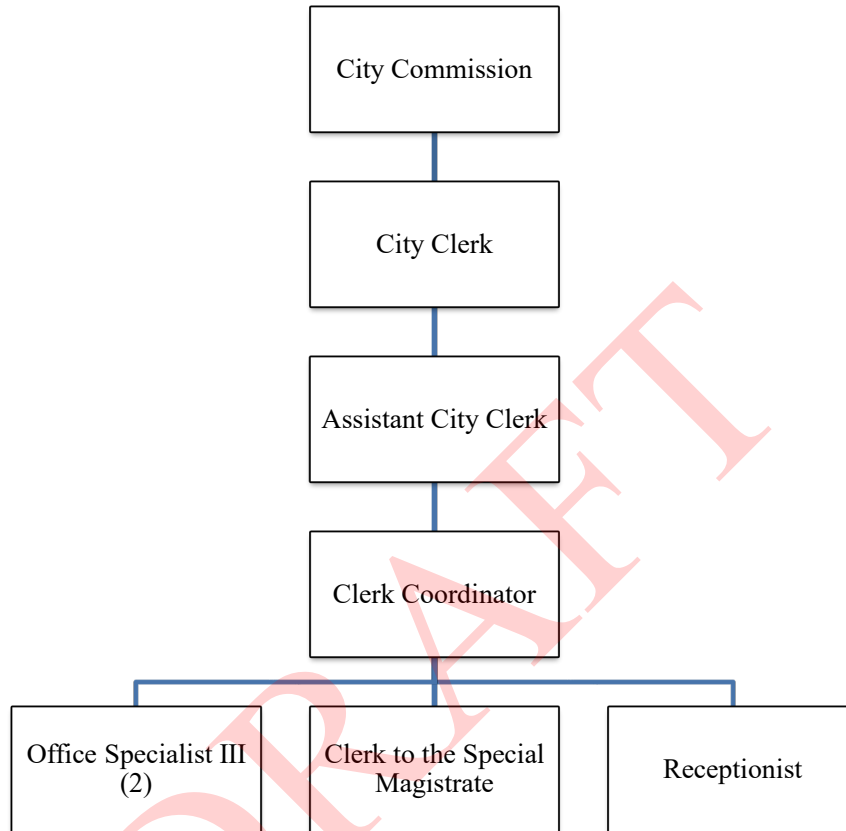 City Commission
City Clerk
Assistant City Clerk
Clerk Coordinator
Office Specialist III
(2)
Clerk to the Special
Magistrate
Receptionist
DRAFT